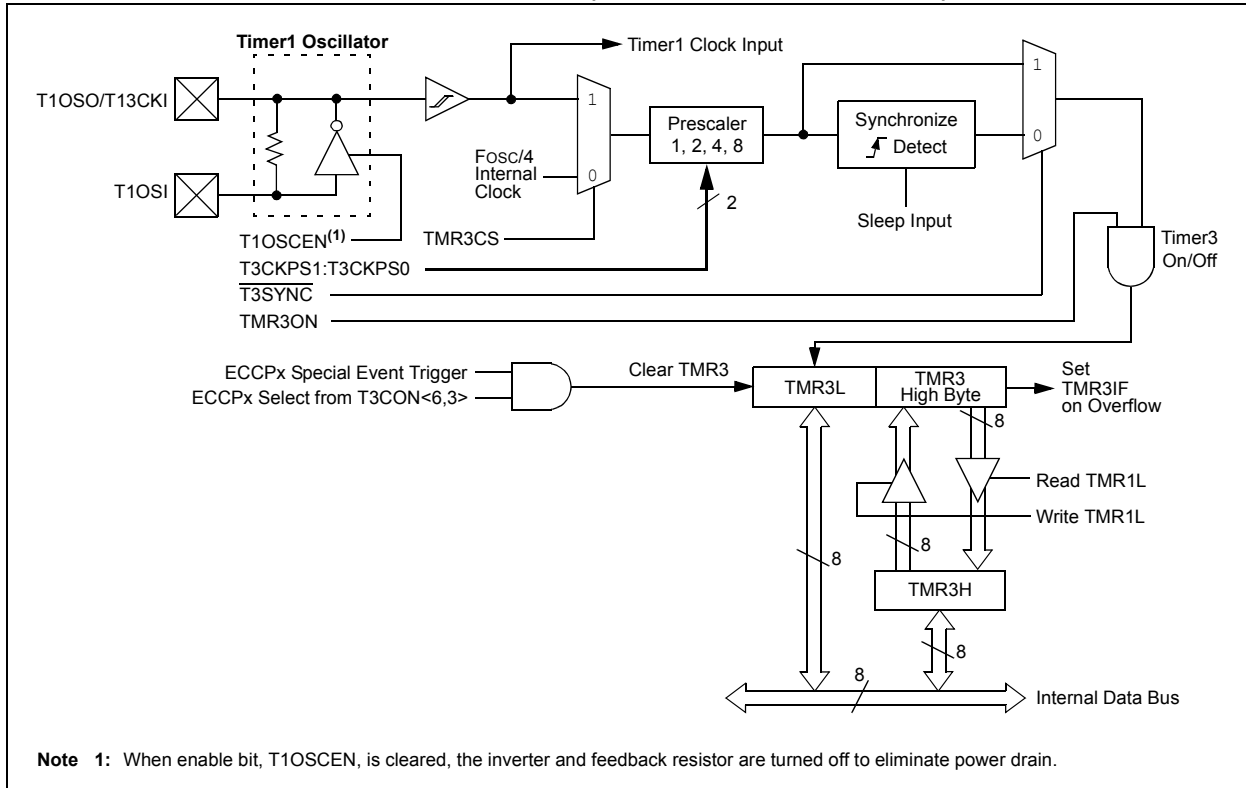 Timer1 Oscillator
Timer1 Clock Input
T1OSO/T13CKI
T1OSI
1
0
FOSC/4
Internal
Clock
Prescaler
1, 2, 4, 8
2
Synchronize
Detect
Sleep Input
1
0
T1OSCEN(1)
TMR3CS
T3CKPS1:T3CKPS0
T3SYNC
TMR3ON
Timer3
On/Off
ECCPx Special Event Trigger
ECCPx Select from T3CON<6,3>
Clear TMR3
TMR3L
TMR3
High Byte
Set
TMR3IF
on Overflow
8
Read TMR1L
Write TMR1L
8
8
TMR3H
8
8
Internal Data Bus
Note 1: When enable bit, T1OSCEN, is cleared, the inverter and feedback resistor are turned off to eliminate power drain.